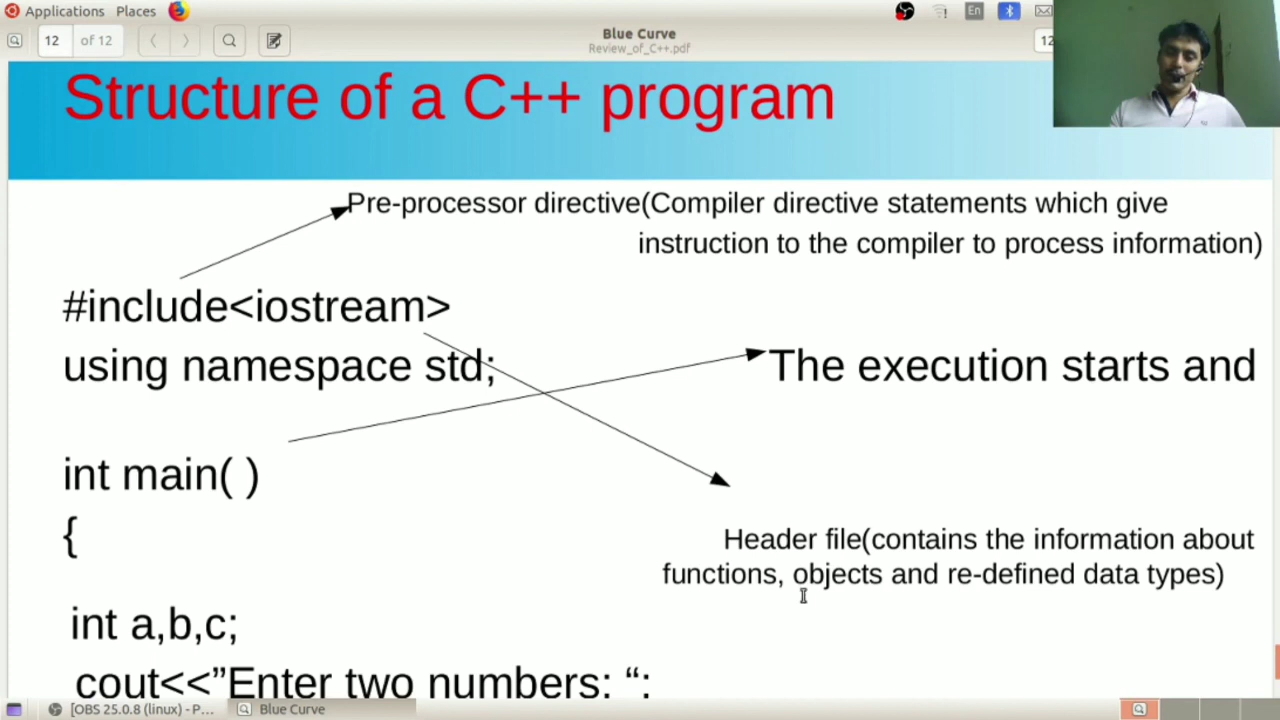 Applications Places En
12 of 12
Blue Curve
Review_of_C++.pdf
12
Structure of a C++ program
Pre-processor directive(Compiler directive statements which give
instruction to the compiler to process information)
#include<iostream>
using namespace std;
The execution starts and
int main( )
{
Header file(contains the information about
functions, objects and re-defined data types)
int a,b,c;
cout<<”Enter two numbers: “:
[OBS 25.0.8 (linux) - P... Blue Curve